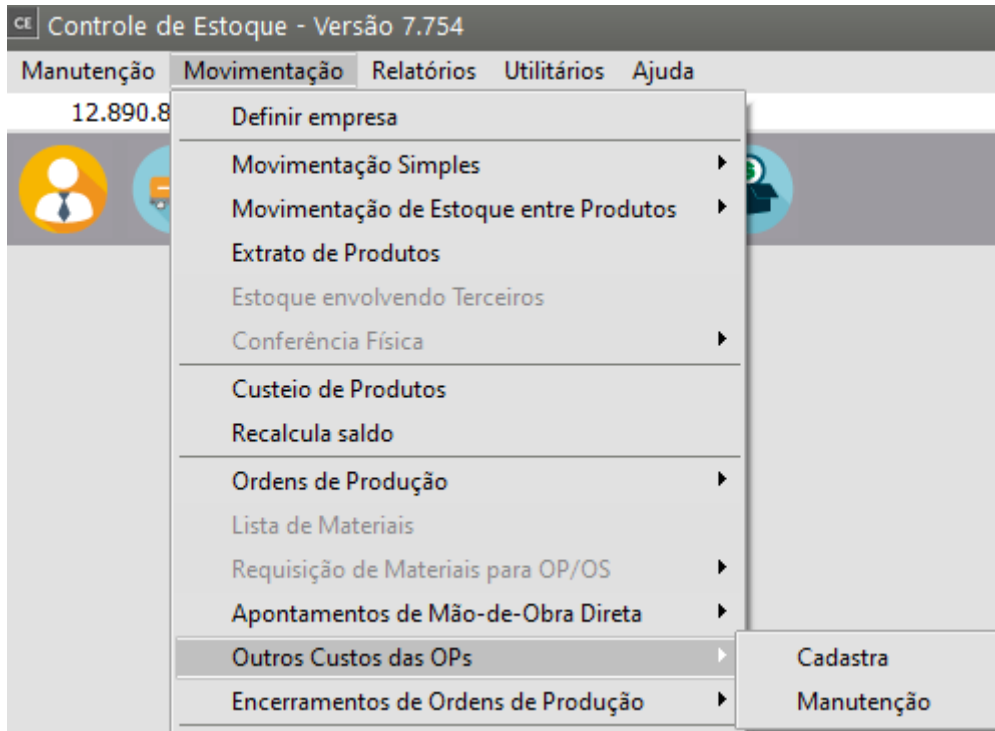 CE Controle de Estoque - Versão 7.754
Manutenção Movimentação Relatórios Utilitários Ajuda
12.890.8
Definir empresa
Movimentação Simples
Movimentação de Estoque entre Produtos
Extrato de Produtos
Estoque envolvendo Terceiros
Conferência Física
Custeio de Produtos
Recalcula saldo
Ordens de Produção
Lista de Materiais
Requisição de Materiais para OP/OS
Apontamentos de Mão-de-Obra Direta
Outros Custos das OPs
Cadastra
Encerramentos de Ordens de Produção
Manutenção